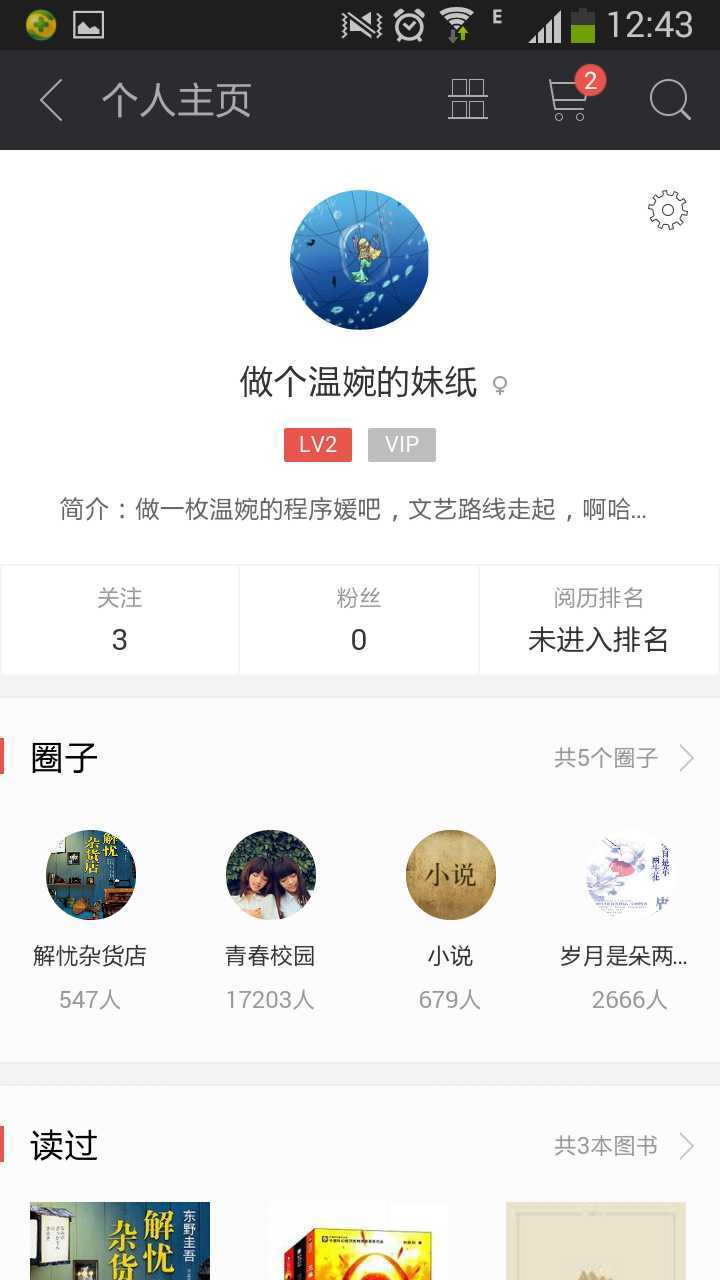 E 12:43
个人主页 2
做个温婉的妹纸
LV2 VIP
简介：做一枚温婉的程序媛吧，文艺路线走起，啊哈...
关注 粉丝 阅历排名
3 0 未进入排名
圈子 共5个圈子
解忧
杂货店
小说
解忧杂货店 青春校园 小说 岁月是朵两...
547人 17203人 679人 2666人
读过 共3本图书
东野圭吾
解忧
杂货